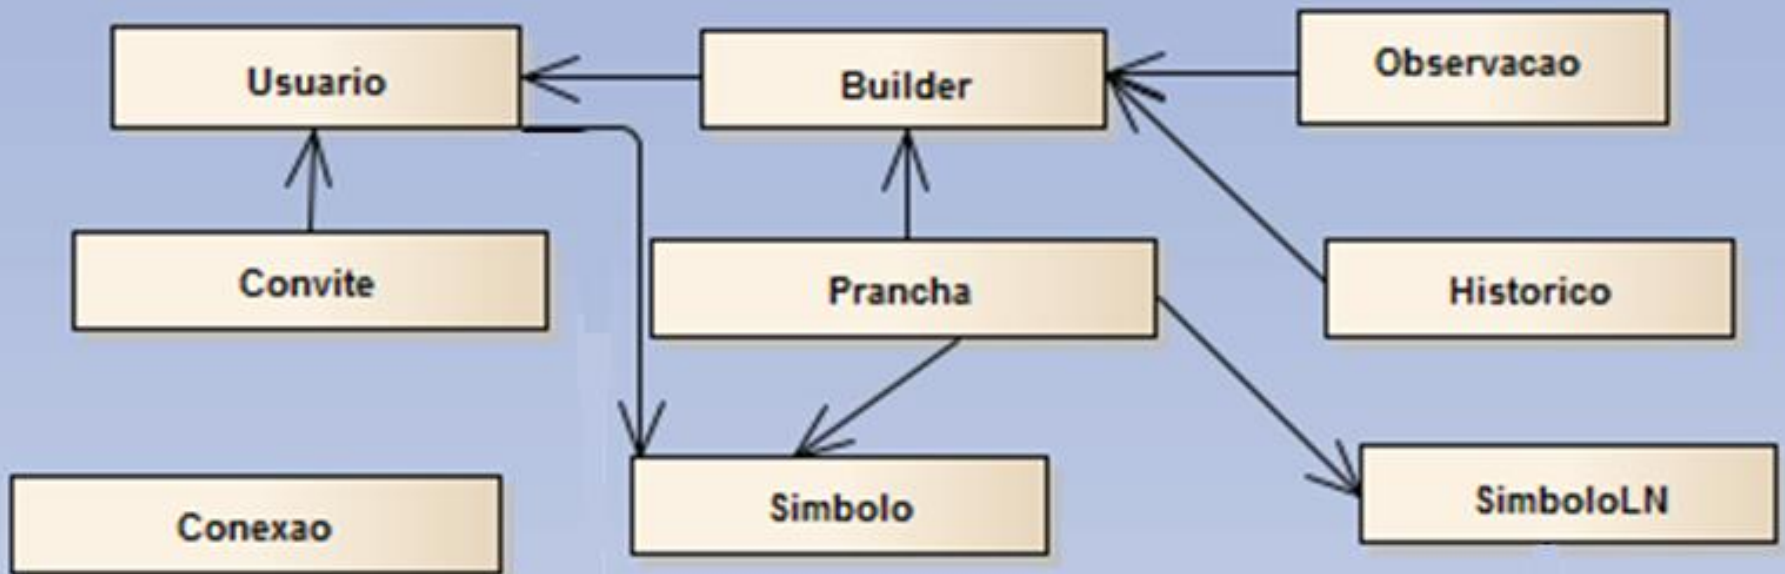 Usuario
Builder
Observacao
Convite
Prancha
Historico
Conexao
Simbolo
SimboloLN